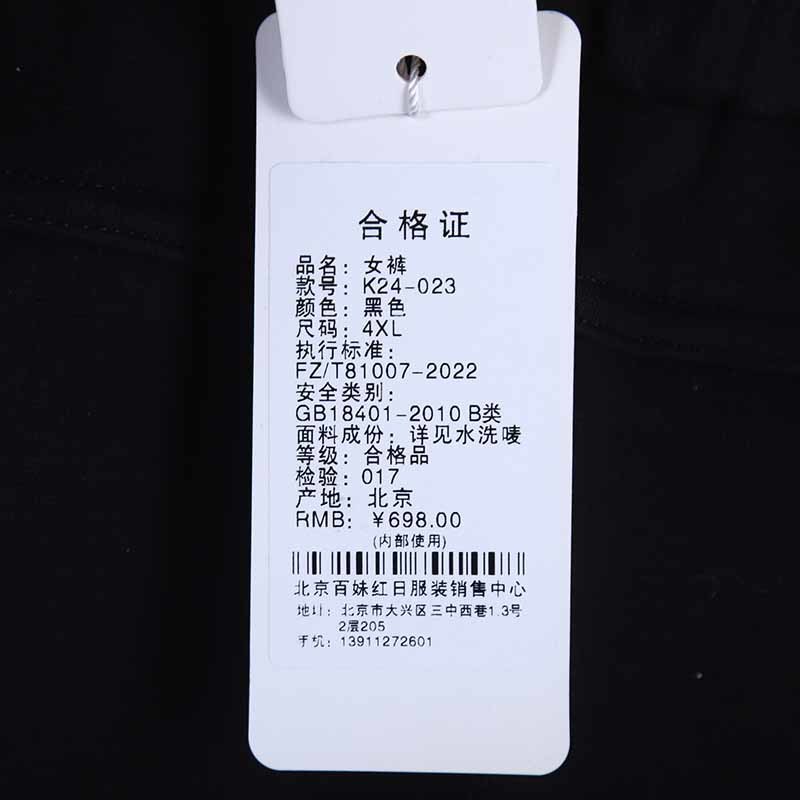 合格证
品名：女裤
款号：K24-023
颜色：黑色
尺码：4XL
执行标准：
FZ/T81007-2022
安全类别：
GB18401-2010 B类
面料成份：详见水洗唛
等级：合格品
检验：017
产地：北京
RMB：￥698.00
(内部使用)
北京百妹红日服装销售中心
地址：北京市大兴区三中西巷1.3号
2层205
手机：13911272601